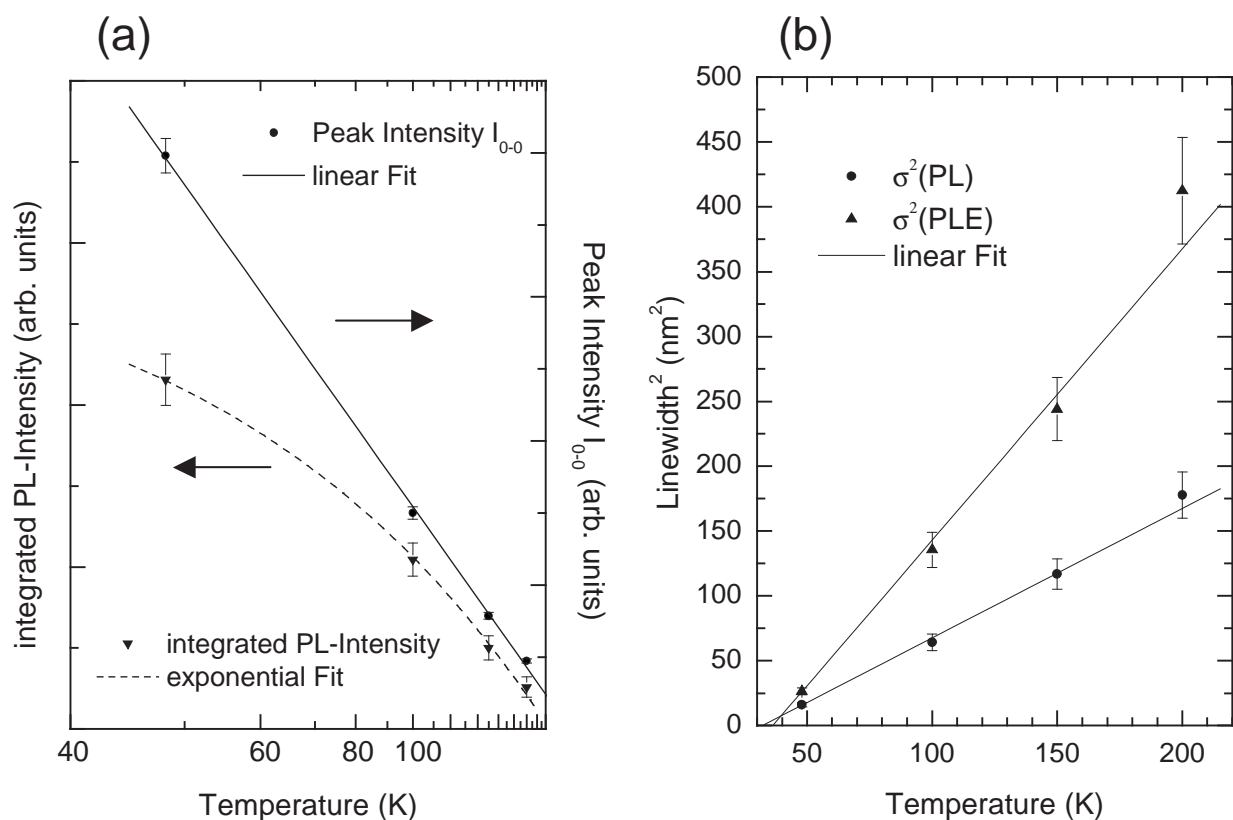 (a)
Peak Intensity I0-0
linear Fit
integrated PL-Intensity (arb. units)
Peak Intensity I0-0 (arb. units)
integrated PL-Intensity
exponential Fit
40 60 100
Temperature (K)
(b)
500
450
400
350
300
250
200
150
100
50
0
σ²(PL)
σ²(PLE)
linear Fit
Linewidth² (nm²)
50 100 150 200
Temperature (K)